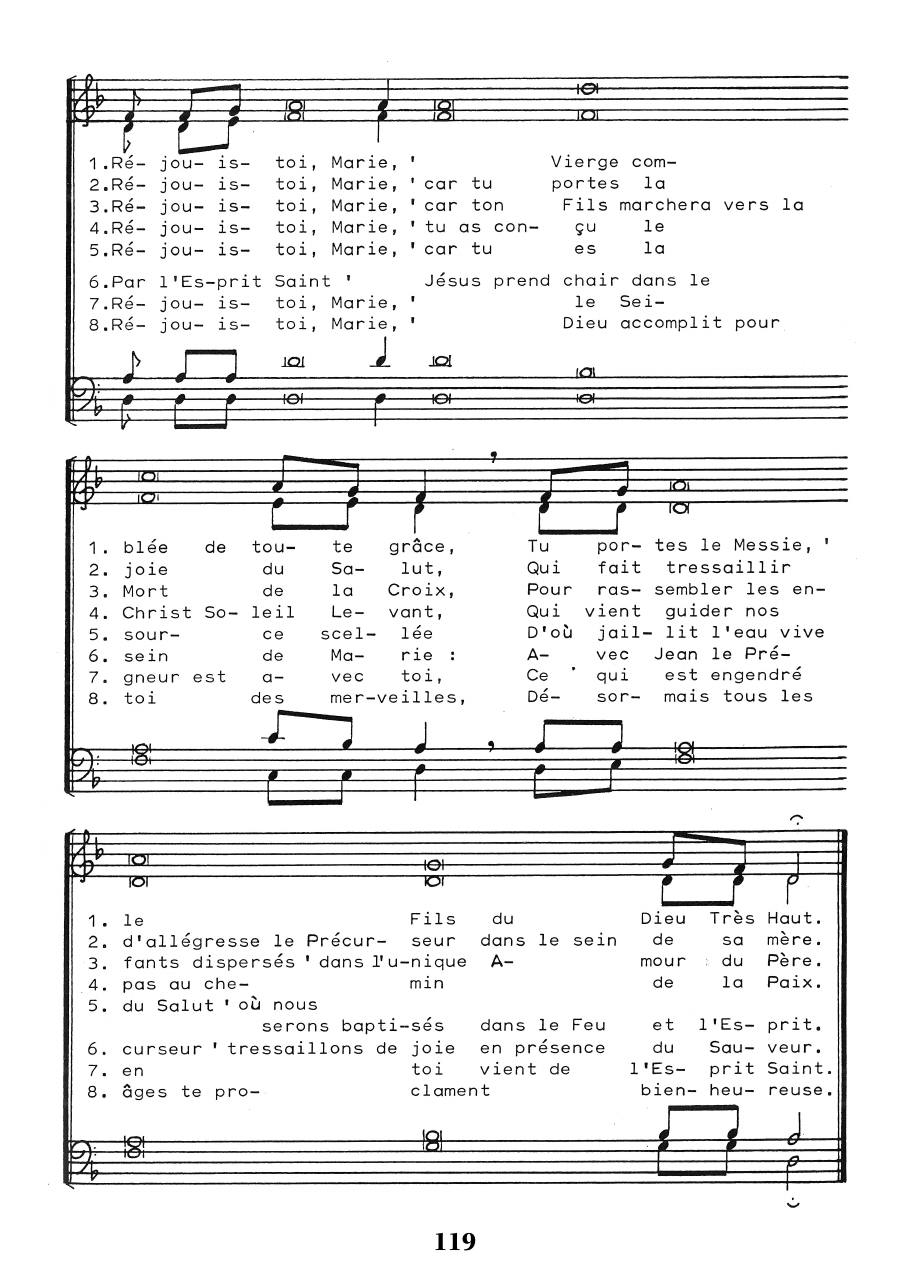 1.Ré- jou- is- toi, Marie, ' Vierge com-
2.Ré- jou- is- toi, Marie, ' car tu portes la
3.Ré- jou- is- toi, Marie, ' car ton Fils marchera vers la
4.Ré- jou- is- toi, Marie, ' tu as con- çu le
5.Ré- jou- is- toi, Marie, ' car tu es la
6.Par l'Es-prit Saint ' Jésus prend chair dans le
7.Ré- jou- is- toi, Marie, ' le Sei-
8.Ré- jou- is- toi, Marie, ' Dieu accomplit pour
1. blée de tou- te grâce, Tu por- tes le Messie, '
2. joie du Sa- lut, Qui fait tressaillir
3. Mort de la Croix, Pour ras- sembler les en-
4. Christ So- leil Le- vant, Qui vient guider nos
5. sour- ce scel- lée D'où jail- lit l'eau vive
6. sein de Ma- rie : A- vec Jean le Pré-
7. gneur est a- vec toi, Ce ' qui est engendré
8. toi des mer-veilles, Dé- sor- mais tous les
1. le Fils du Dieu Très Haut.
2. d'allégresse le Précur- seur dans le sein de sa mère.
3. fants dispersés ' dans l'u-nique A- mour du Père.
4. pas au che- min de la Paix.
5. du Salut ' où nous
serons bapti-sés dans le Feu et l'Es- prit.
6. curseur ' tressaillons de joie en présence du Sau- veur.
7. en toi vient de l'Es- prit Saint.
8. âges te pro- clament bien- heu- reuse.
119